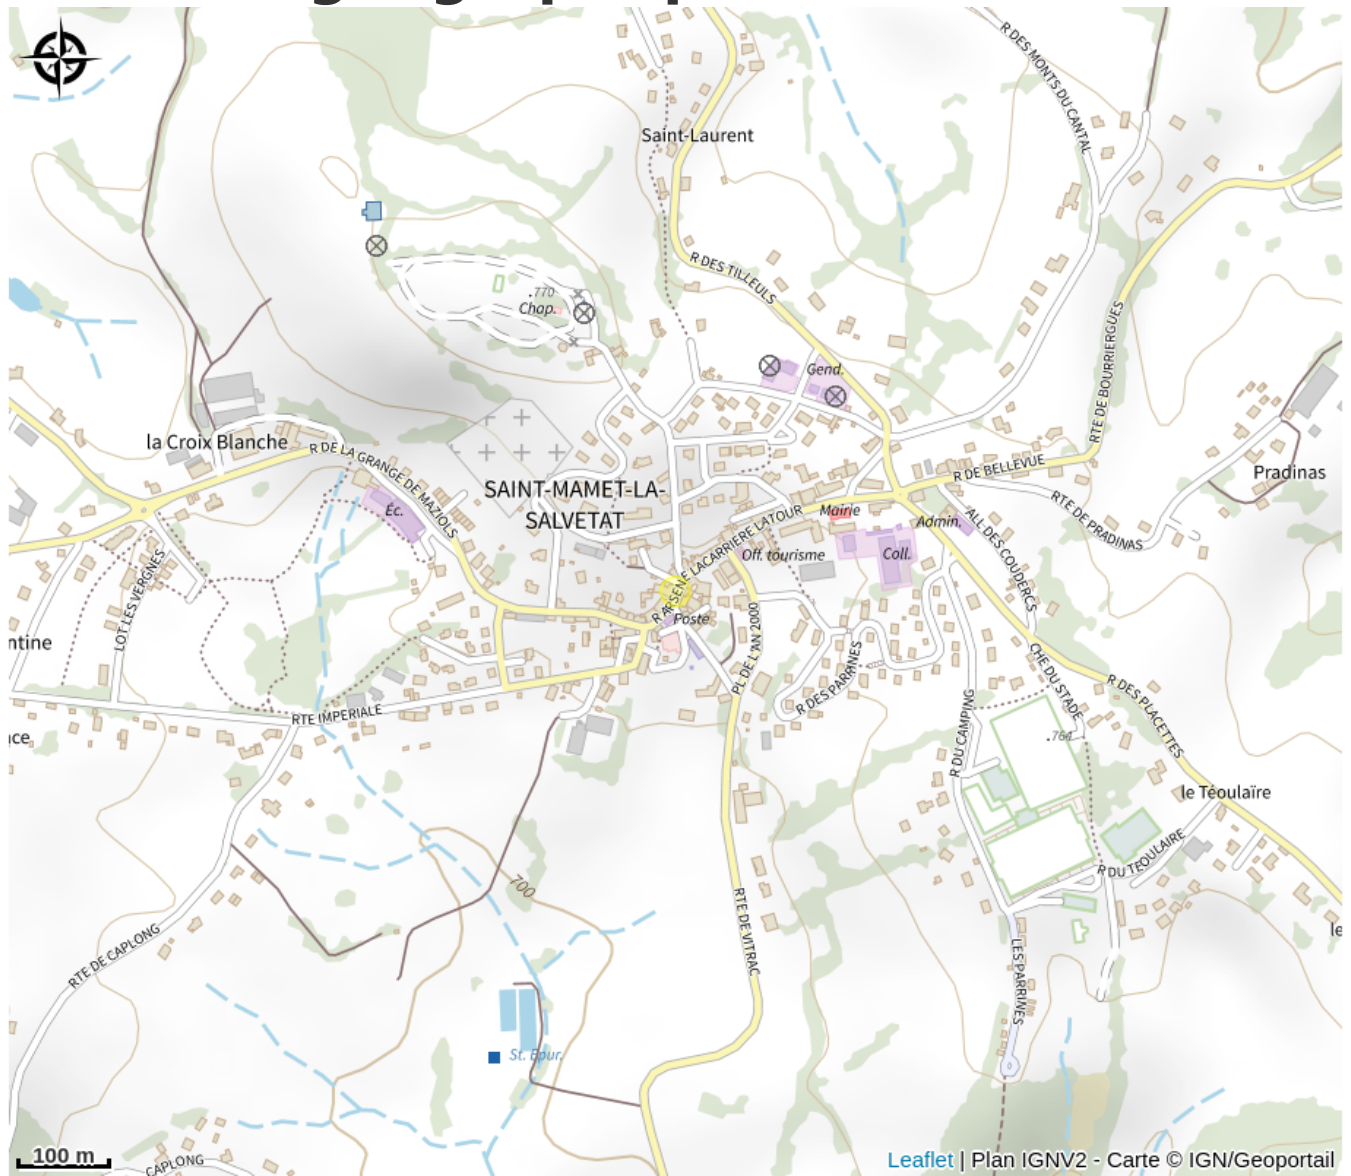 R DES MONTS DU CANTAL
Saint-Laurent
R DES TILLEULS
.770
Chap.
Gend.
RTE DE BOURRIERGUES
la Croix Blanche
R DE LA GRANGE DE MAZIOLS
Éc.
SAINT-MAMET-LA-
SALVETAT
R DE BELLEVUE
Pradinas
RTE DE PRADINAS
Mairie
Admin.
ALL DES COUDERCS
R ARSENE LACARRIERE LATOUR
Off. tourisme
Coll.
LOT LES VERGNES
ntine
Poste
PL DE L'AN 2000
R DES PARRINES
CHE DU STADE
R DES PLACETTES
RTE IMPERIALE
R DU CAMPING
.764
ce
le Téoulaïre
R DU TEOULAIRE
700
RTE DE VITRAC
RTE DE CAPLONG
LES PARRINES
le
St. Epur.
100 m
CAPLONG
Leaflet | Plan IGNV2 - Carte © IGN/Geoportail